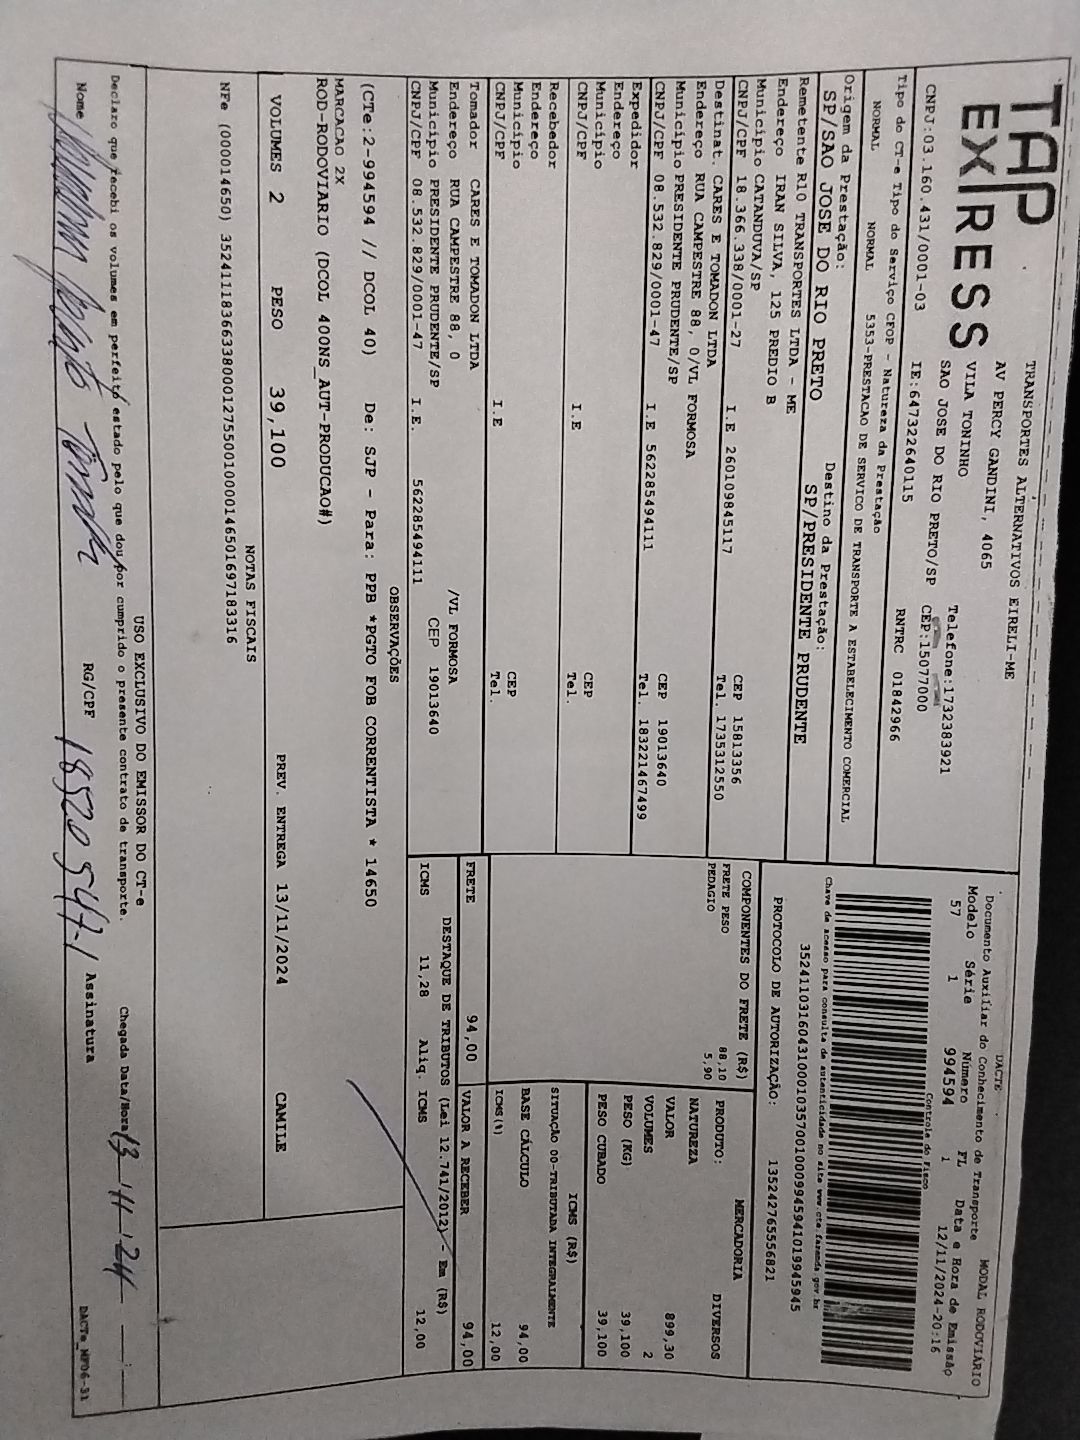 TAP
EXPRESS
TRANSPORTES ALTERNATIVOS EIRELI-ME
AV PERCY GANDINI, 4065
VILA TONINHO
SAO JOSE DO RIO PRETO/SP
Telefone:1732383921
CEP:15077000
CNPJ:03.160.431/0001-03 IE:647322640115 RNTRC 01842966
Tipo do CT-e Tipo do Serviço CFOP - Natureza da Prestação
NORMAL NORMAL 5353-PRESTACAO DE SERVICO DE TRANSPORTE A ESTABELECIMENTO COMERCIAL
Origem da Prestação: Destino da Prestação:
SP/SAO JOSE DO RIO PRETO SP/PRESIDENTE PRUDENTE
Remetente R10 TRANSPORTES LTDA - ME
Endereço IRAN SILVA, 125 PREDIO B
Município CATANDUVA/SP CEP 15813356
CNPJ/CPF 18.366.338/0001-27 I.E 260109845117 Tel. 1735312550
Destinat. CARES E TOMADON LTDA
Endereço RUA CAMPESTRE 88, 0/VL FORMOSA
Município PRESIDENTE PRUDENTE/SP CEP 19013640
CNPJ/CPF 08.532.829/0001-47 I.E 562285494111 Tel. 183221467499
Expedidor
Endereço
Município CEP
CNPJ/CPF I.E Tel.
Recebedor
Endereço
Município CEP
CNPJ/CPF I.E Tel.
Tomador CARES E TOMADON LTDA
Endereço RUA CAMPESTRE 88, 0 /VL FORMOSA
Município PRESIDENTE PRUDENTE/SP CEP 19013640
CNPJ/CPF 08.532.829/0001-47 I.E. 562285494111
DACTE MODAL RODOVIÁRIO
Documento Auxiliar do Conhecimento de Transporte
Modelo Série Número FL Data e Hora de Emissão
57 1 994594 1 12/11/2024-20:16
Controle do Fisco
35241103160431000103570010009945941019945945
Chave de acesso para consulta de autenticidade no site www.cte.fazenda.gov.br
PROTOCOLO DE AUTORIZAÇÃO: 135242765556821
COMPONENTES DO FRETE (R$)
FRETE PESO 88,10
PEDAGIO 5,90
MERCADORIA
PRODUTO: DIVERSOS
NATUREZA
VALOR 899,30
VOLUMES 2
PESO (KG) 39,100
PESO CUBADO 39,100
ICMS (R$)
SITUAÇÃO 00-TRIBUTADA INTEGRALMENTE
BASE CÁLCULO 94,00
ICMS(%) 12,00
FRETE 94,00 VALOR A RECEBER 94,00
DESTAQUE DE TRIBUTOS (Lei 12.741/2012) - Em (R$)
ICMS 11,28 Aliq. ICMS 12,00
OBSERVAÇÕES
(CTe:2-994594 // DCOL 40) De: SJP - Para: PPB *PGTO FOB CORRENTISTA * 14650
MARCACAO 2X
ROD-RODOVIARIO (DCOL 400NS_AUT-PRODUCAO#)
VOLUMES 2 PESO 39,100 PREV. ENTREGA 13/11/2024 CAMILE
NOTAS FISCAIS
NFe (000014650) 35241118366338000127550010000146501697183316
USO EXCLUSIVO DO EMISSOR DO CT-e
Declaro que recebi os volumes em perfeito estado pelo que dou por cumprido o presente contrato de transporte. Chegada Data/Hora 13 11 24 :
Nome RG/CPF 18520547-1 Assinatura DACTe_MP06-31